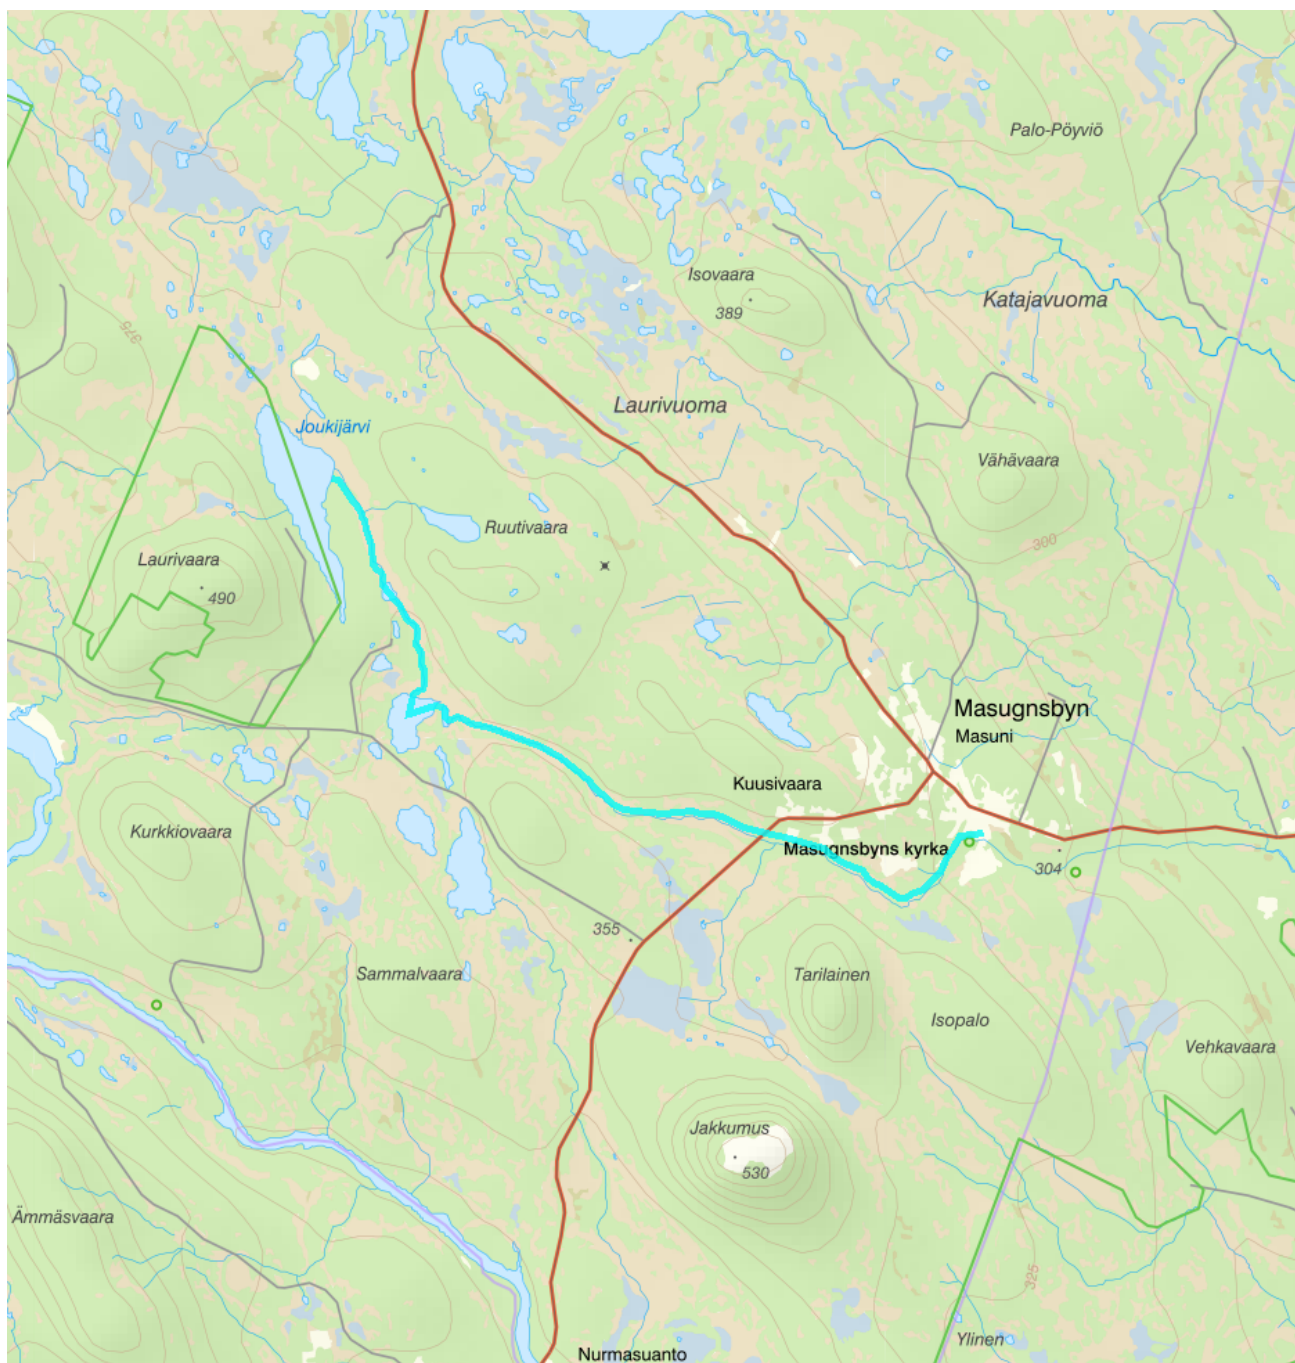 Palo-Pöyviö
Isovaara
389
Katajavuoma
375
Laurivuoma
Joukijärvi
Vähävaara
Ruutivaara
300
Laurivaara
490
Masugnsbyn
Masuni
Kuusivaara
Kurkkiovaara
Masugnsbyns kyrka
304
355
Sammalvaara
Tarilainen
Isopalo
Vehkavaara
Jakkumus
530
Ämmäsvaara
325
Ylinen
Nurmasuanto